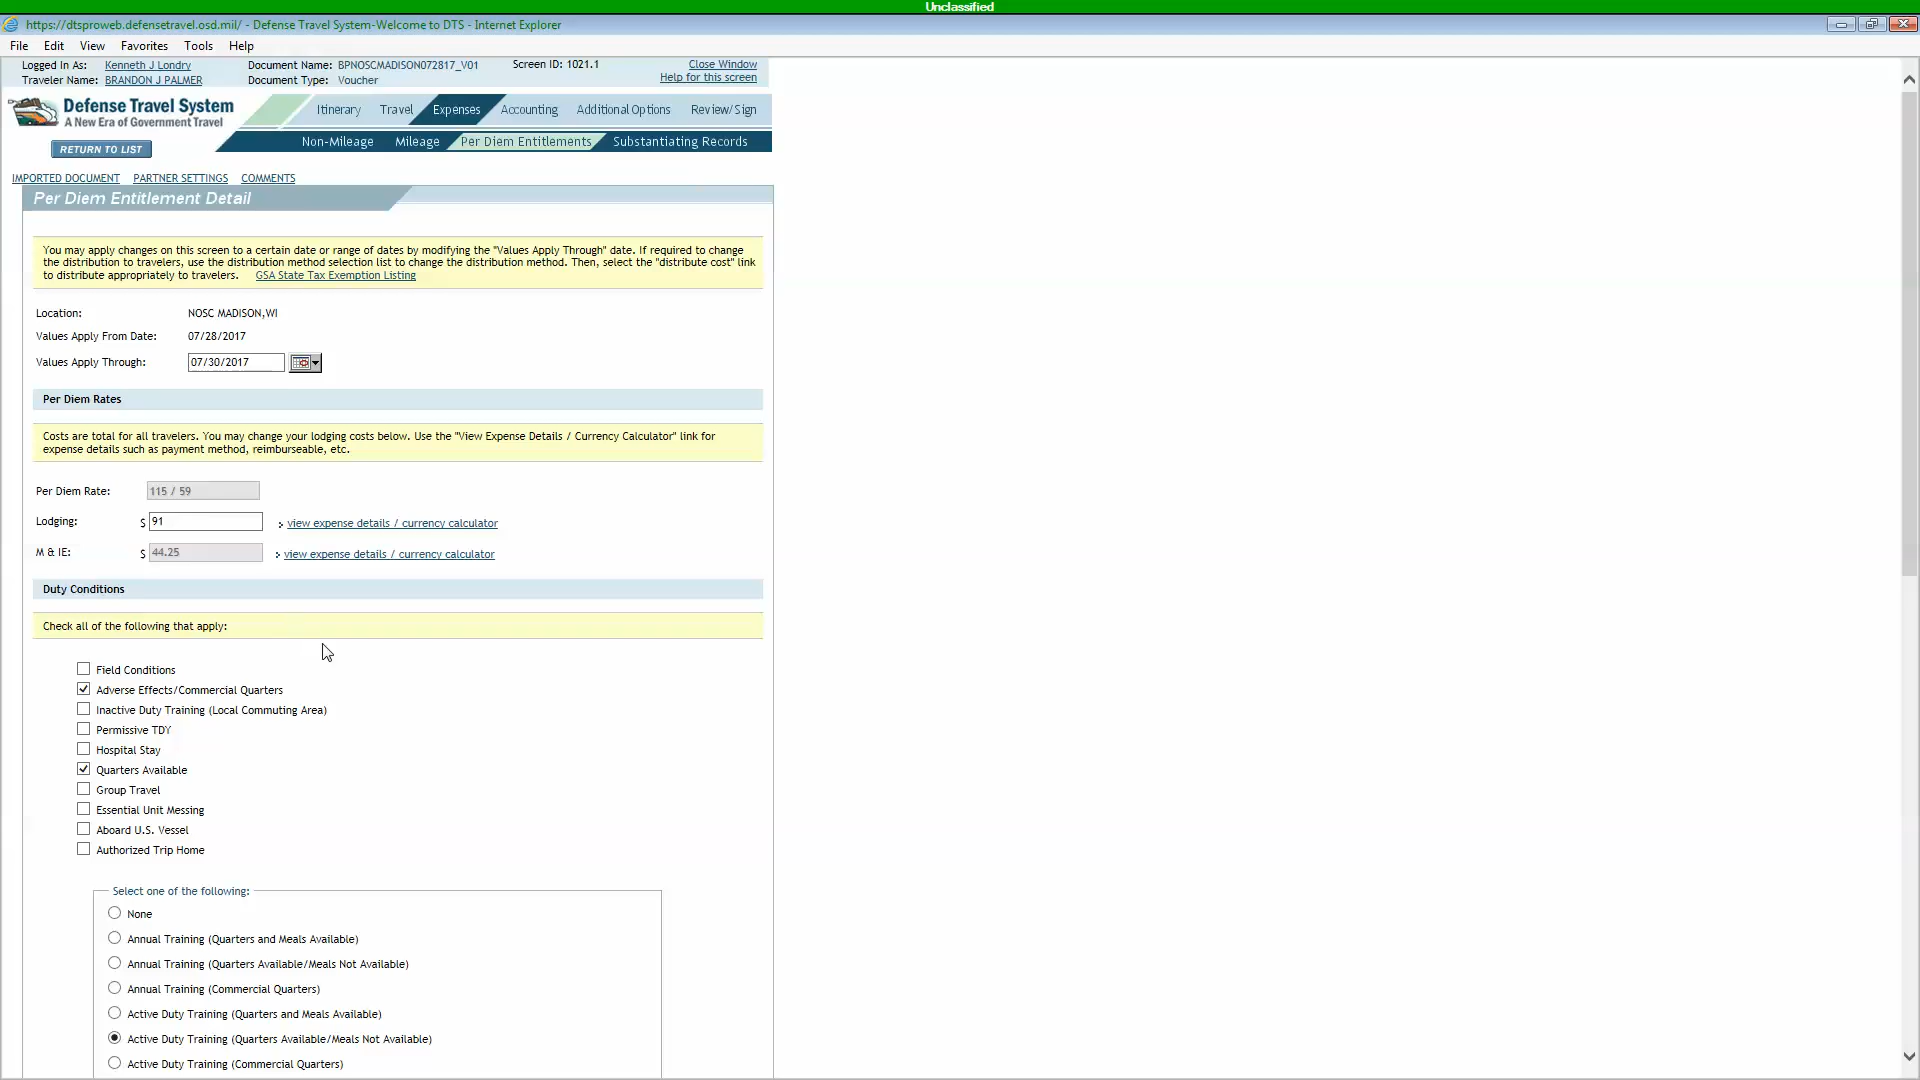 Unclassified
https://dtsproweb.defensetravel.osd.mil/ - Defense Travel System-Welcome to DTS - Internet Explorer
File Edit View Favorites Tools Help
Logged In As: Kenneth J Londry Document Name: BPNOSCMADISON072817_V01 Screen ID: 1021.1 Close Window
Traveler Name: BRANDON J PALMER Document Type: Voucher Help for this screen
Defense Travel System
A New Era of Government Travel
Itinerary Travel Expenses Accounting Additional Options Review/Sign
Non-Mileage Mileage Per Diem Entitlements Substantiating Records
RETURN TO LIST
IMPORTED DOCUMENT PARTNER SETTINGS COMMENTS
Per Diem Entitlement Detail
You may apply changes on this screen to a certain date or range of dates by modifying the "Values Apply Through" date. If required to change
the distribution to travelers, use the distribution method selection list to change the distribution method. Then, select the "distribute cost" link
to distribute appropriately to travelers. GSA State Tax Exemption Listing
Location: NOSC MADISON,WI
Values Apply From Date: 07/28/2017
Values Apply Through: 07/30/2017
Per Diem Rates
Costs are total for all travelers. You may change your lodging costs below. Use the "View Expense Details / Currency Calculator" link for
expense details such as payment method, reimburseable, etc.
Per Diem Rate: 115 / 59
Lodging: $ 91 view expense details / currency calculator
M & IE: $ 44.25 view expense details / currency calculator
Duty Conditions
Check all of the following that apply:
Field Conditions
Adverse Effects/Commercial Quarters
Inactive Duty Training (Local Commuting Area)
Permissive TDY
Hospital Stay
Quarters Available
Group Travel
Essential Unit Messing
Aboard U.S. Vessel
Authorized Trip Home
Select one of the following:
None
Annual Training (Quarters and Meals Available)
Annual Training (Quarters Available/Meals Not Available)
Annual Training (Commercial Quarters)
Active Duty Training (Quarters and Meals Available)
Active Duty Training (Quarters Available/Meals Not Available)
Active Duty Training (Commercial Quarters)